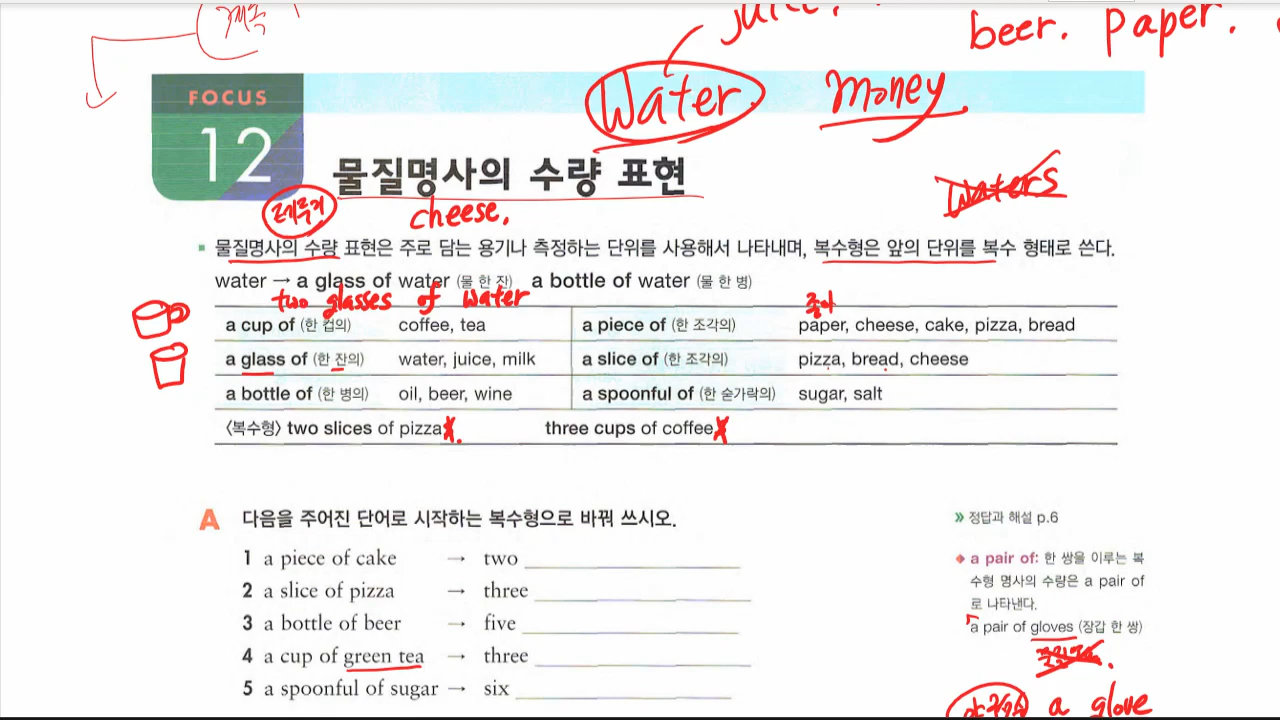 juice.
beer. paper.
FOCUS
12
Water. money.
물질명사의 수량 표현
waters
cheese.
▪ 물질명사의 수량 표현은 주로 담는 용기나 측정하는 단위를 사용해서 나타내며, 복수형은 앞의 단위를 복수 형태로 쓴다.
water → a glass of water (물 한 잔) a bottle of water (물 한 병)
two glasses of water
종이
a cup of (한 컵의) coffee, tea a piece of (한 조각의) paper, cheese, cake, pizza, bread
a glass of (한 잔의) water, juice, milk a slice of (한 조각의) pizza, bread, cheese
a bottle of (한 병의) oil, beer, wine a spoonful of (한 숟가락의) sugar, salt
〈복수형〉 two slices of pizza three cups of coffee
A 다음을 주어진 단어로 시작하는 복수형으로 바꿔 쓰시오.
» 정답과 해설 p.6
1 a piece of cake → two
2 a slice of pizza → three
3 a bottle of beer → five
4 a cup of green tea → three
5 a spoonful of sugar → six
◆ a pair of: 한 쌍을 이루는 복
수형 명사의 수량은 a pair of
로 나타낸다.
a pair of gloves (장갑 한 쌍)
a glove